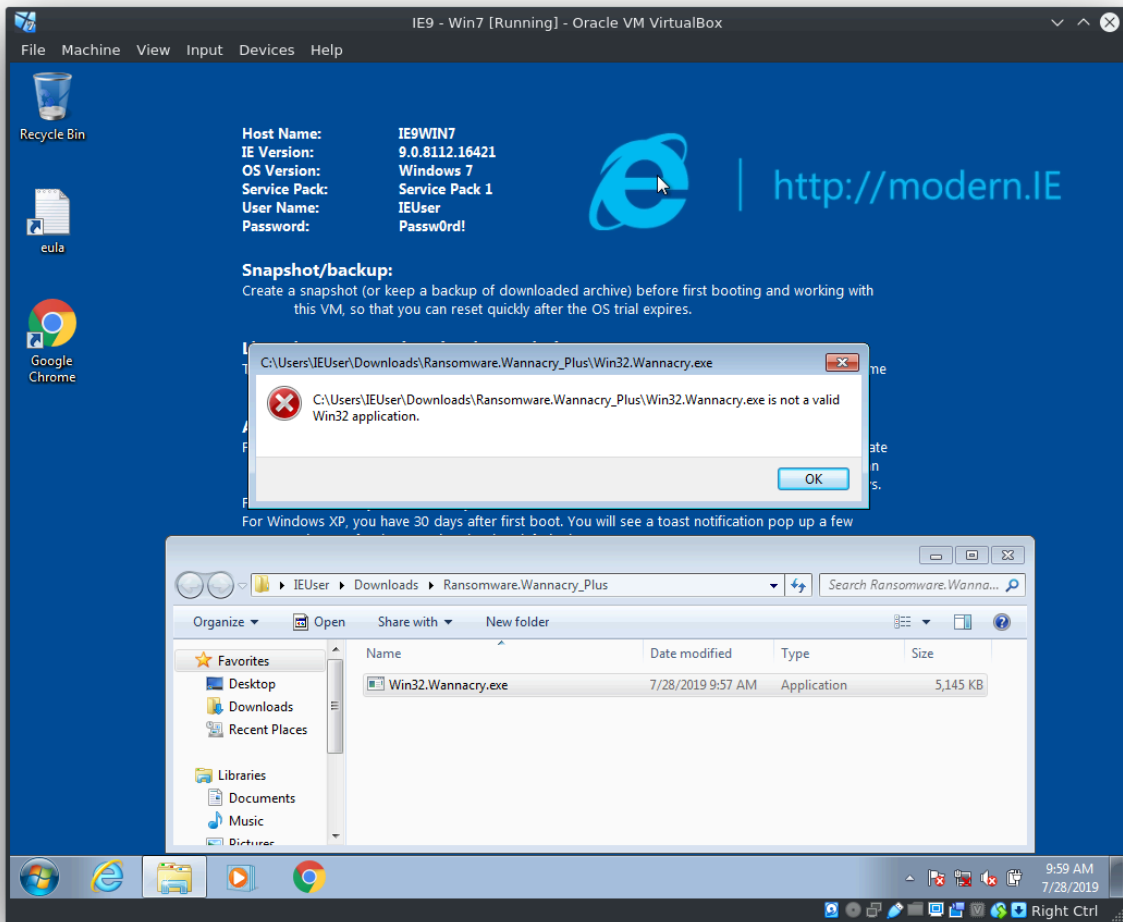 IE9 - Win7 [Running] - Oracle VM VirtualBox
File Machine View Input Devices Help
Recycle Bin
eula
Google
Chrome
Host Name: IE9WIN7
IE Version: 9.0.8112.16421
OS Version: Windows 7
Service Pack: Service Pack 1
User Name: IEUser
Password: Passw0rd!
http://modern.IE
Snapshot/backup:
Create a snapshot (or keep a backup of downloaded archive) before first booting and working with
this VM, so that you can reset quickly after the OS trial expires.
C:\Users\IEUser\Downloads\Ransomware.Wannacry_Plus\Win32.Wannacry.exe
C:\Users\IEUser\Downloads\Ransomware.Wannacry_Plus\Win32.Wannacry.exe is not a valid
Win32 application.
OK
For Windows XP, you have 30 days after first boot. You will see a toast notification pop up a few
IEUser Downloads Ransomware.Wannacry_Plus
Search Ransomware.Wanna...
Organize Open Share with New folder
Name Date modified Type Size
Win32.Wannacry.exe 7/28/2019 9:57 AM Application 5,145 KB
Favorites
Desktop
Downloads
Recent Places
Libraries
Documents
Music
Pictures
9:59 AM
7/28/2019
Right Ctrl